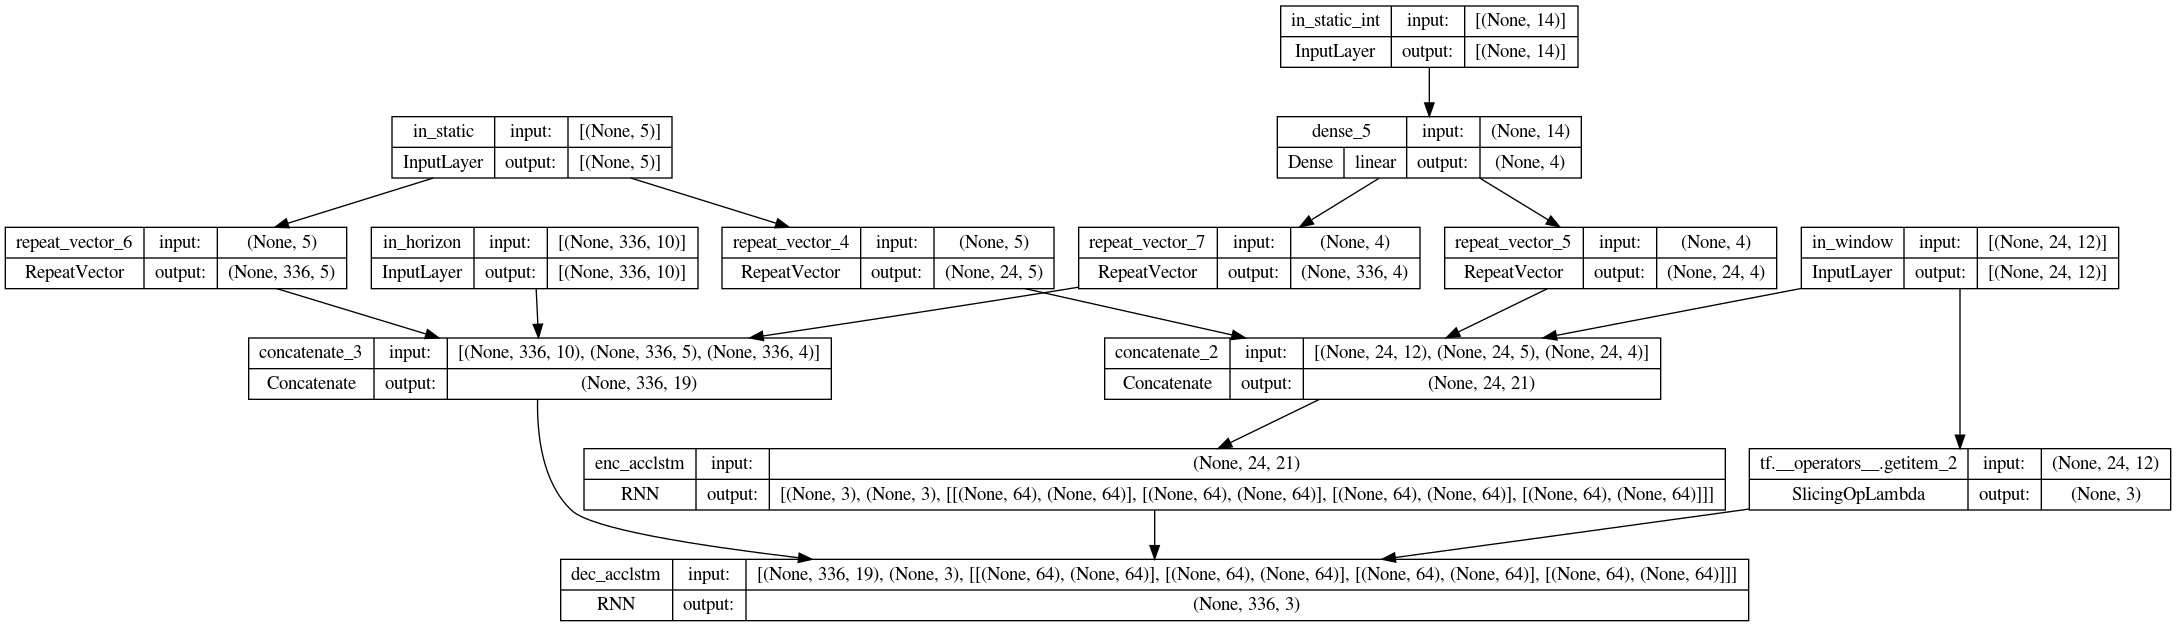 in_static_int input: [(None, 14)]
InputLayer output: [(None, 14)]
in_static input: [(None, 5)]
InputLayer output: [(None, 5)]
dense_5 input: (None, 14)
Dense linear output: (None, 4)
repeat_vector_6 input: (None, 5)
RepeatVector output: (None, 336, 5)
in_horizon input: [(None, 336, 10)]
InputLayer output: [(None, 336, 10)]
repeat_vector_4 input: (None, 5)
RepeatVector output: (None, 24, 5)
repeat_vector_7 input: (None, 4)
RepeatVector output: (None, 336, 4)
repeat_vector_5 input: (None, 4)
RepeatVector output: (None, 24, 4)
in_window input: [(None, 24, 12)]
InputLayer output: [(None, 24, 12)]
concatenate_3 input: [(None, 336, 10), (None, 336, 5), (None, 336, 4)]
Concatenate output: (None, 336, 19)
concatenate_2 input: [(None, 24, 12), (None, 24, 5), (None, 24, 4)]
Concatenate output: (None, 24, 21)
enc_acclstm input: (None, 24, 21)
RNN output: [(None, 3), (None, 3), [[(None, 64), (None, 64)], [(None, 64), (None, 64)], [(None, 64), (None, 64)], [(None, 64), (None, 64)]]]
tf.__operators__.getitem_2 input: (None, 24, 12)
SlicingOpLambda output: (None, 3)
dec_acclstm input: [(None, 336, 19), (None, 3), [[(None, 64), (None, 64)], [(None, 64), (None, 64)], [(None, 64), (None, 64)], [(None, 64), (None, 64)]]]
RNN output: (None, 336, 3)